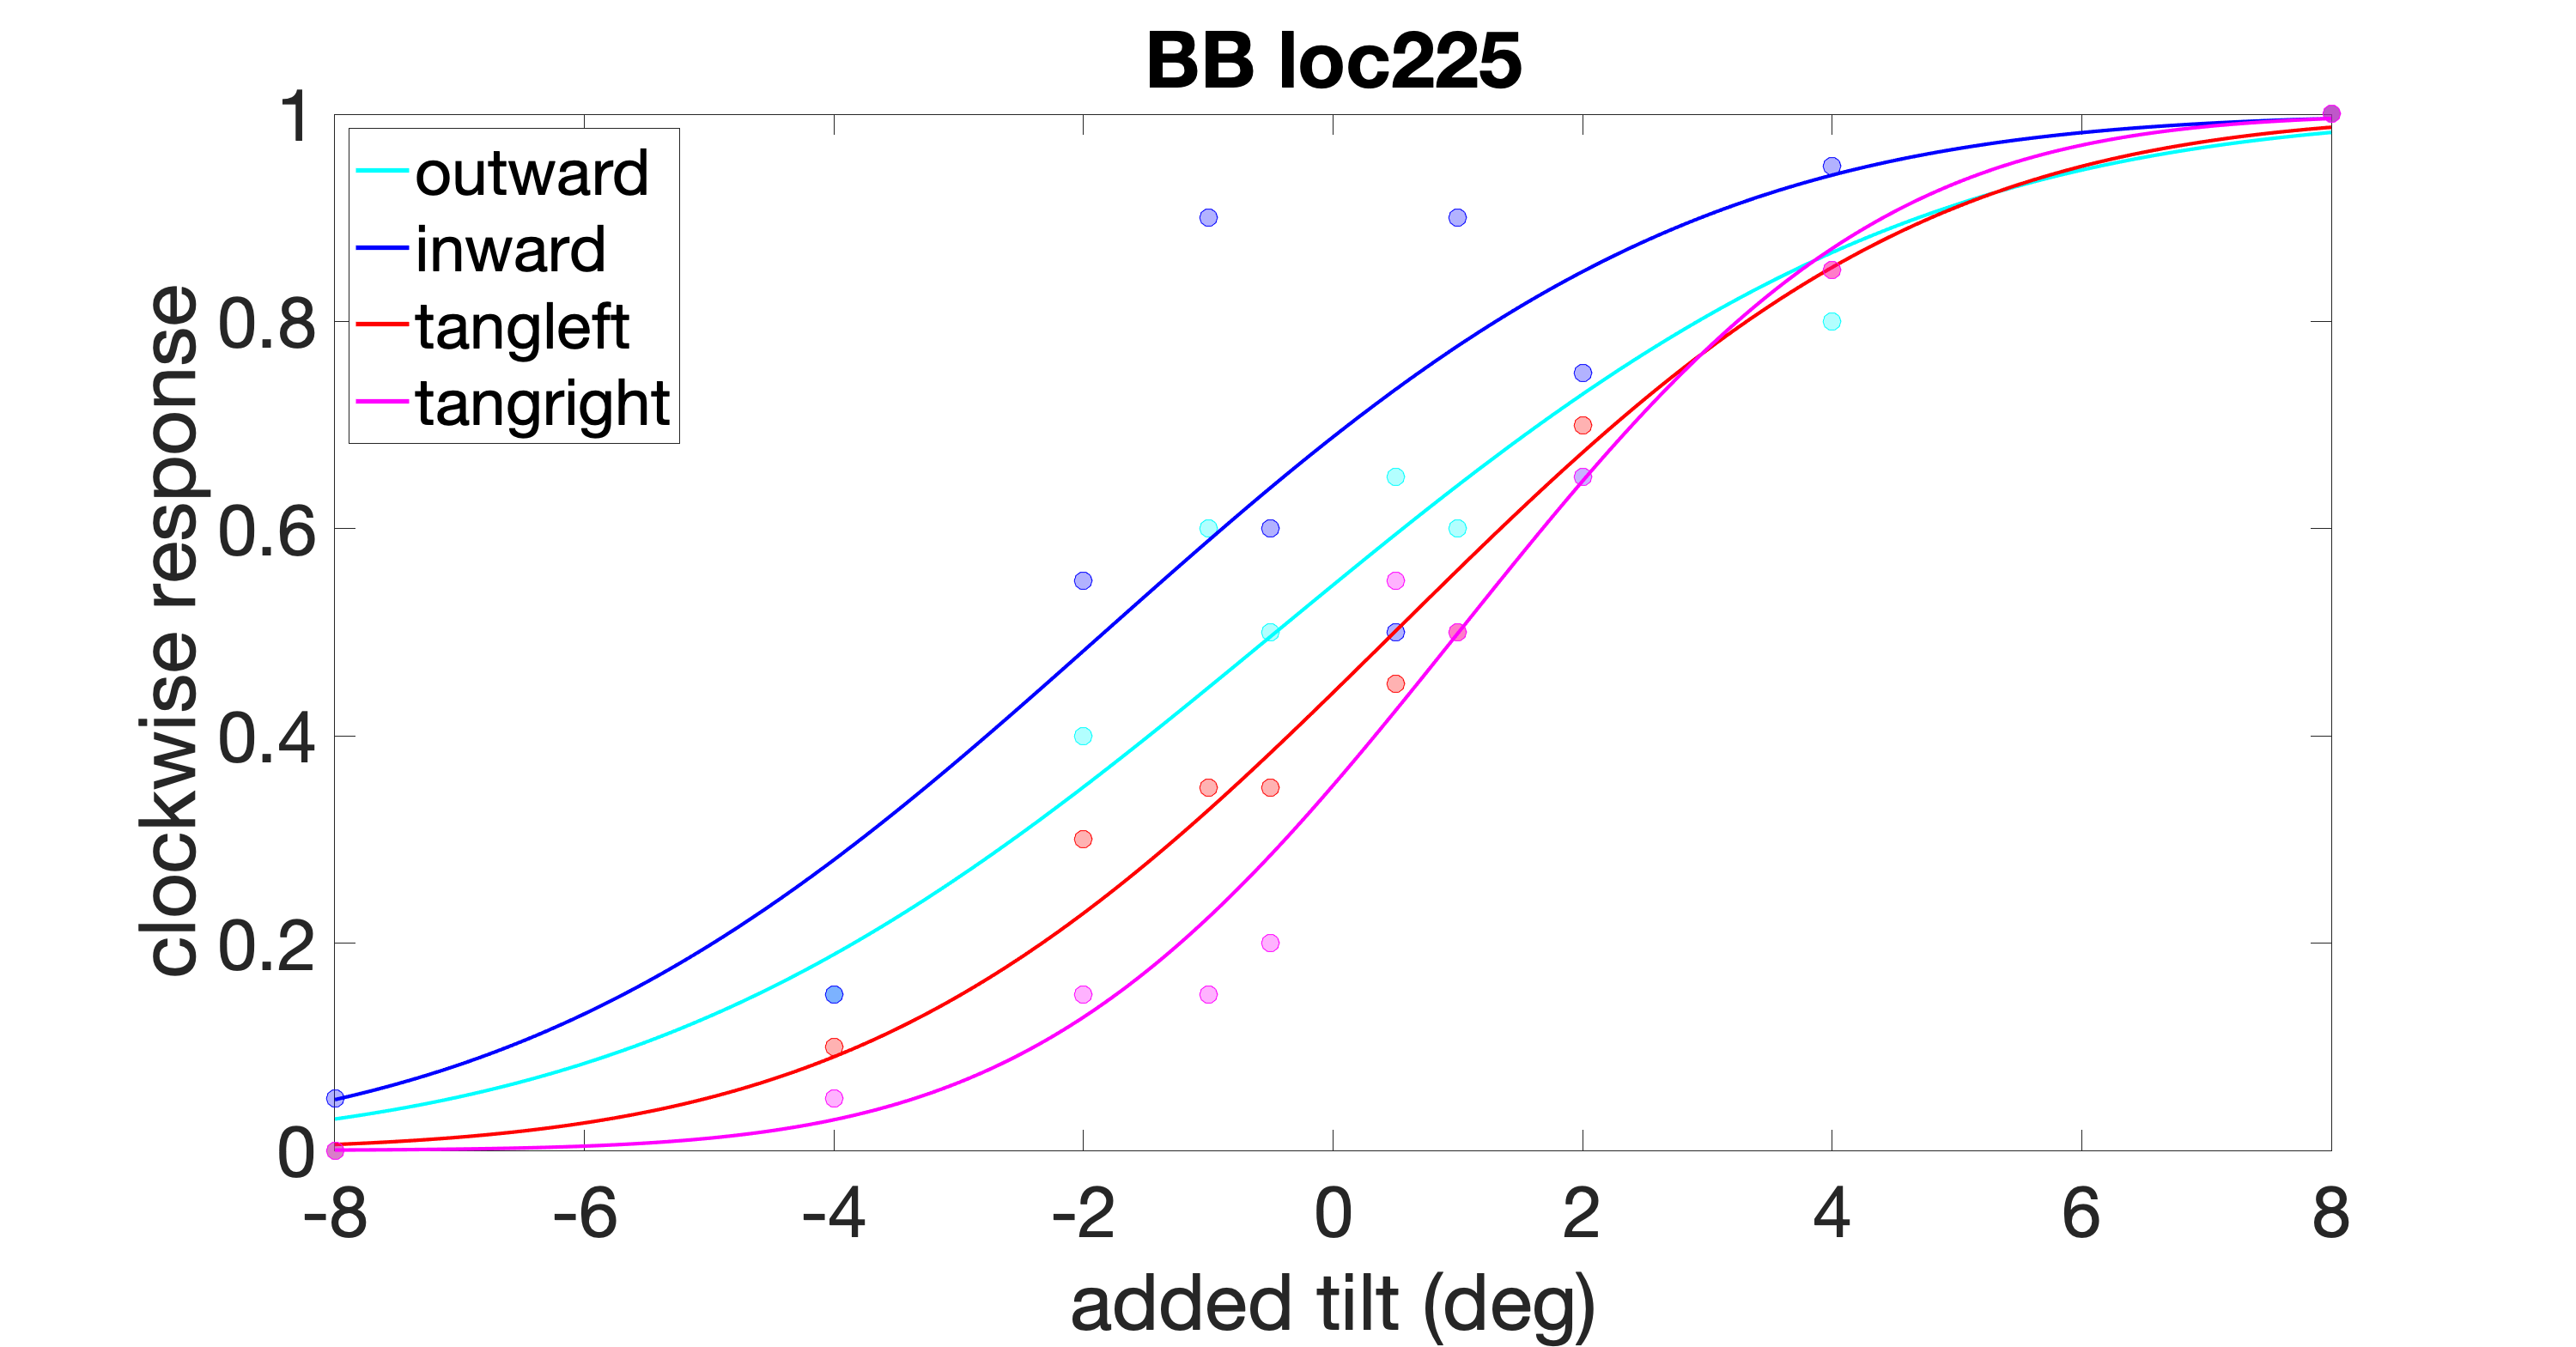 BB loc225
outward
inward
tangleft
tangright
clockwise response
1
0.8
0.6
0.4
0.2
0
-8 -6 -4 -2 0 2 4 6 8
added tilt (deg)